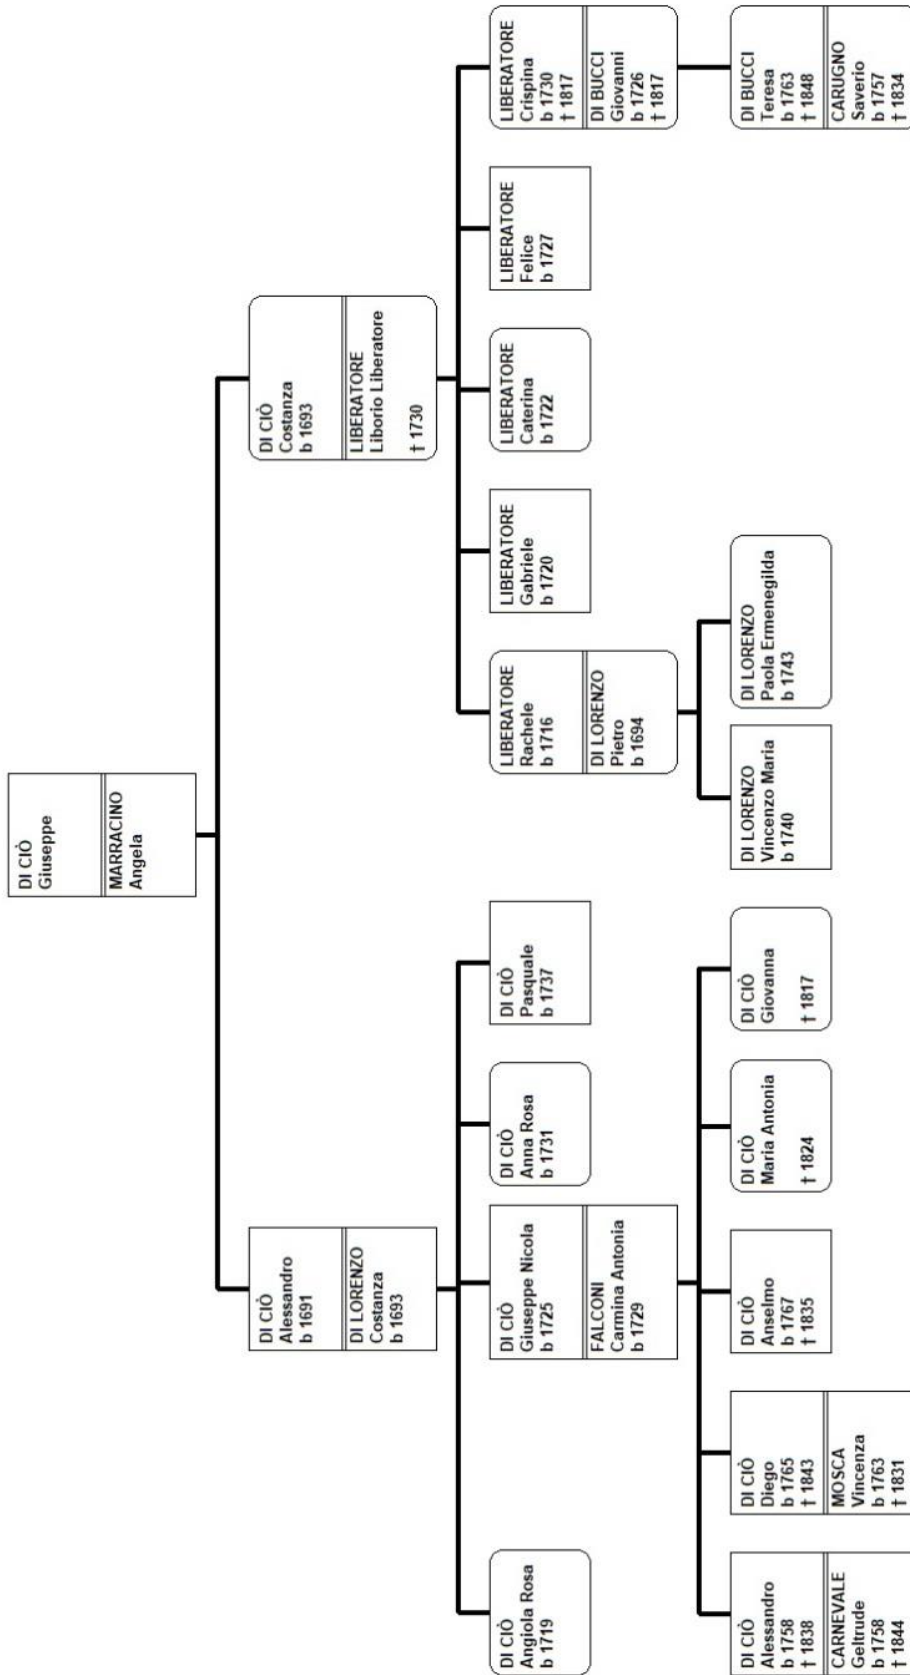 DI CIÒ
Giuseppe
MARRACINO
Angela
DI CIÒ
Alessandro
b 1691
DI LORENZO
Costanza
b 1693
DI CIÒ
Costanza
b 1693
LIBERATORE
Liborio Liberatore
† 1730
DI CIÒ
Angiola Rosa
b 1719
DI CIÒ
Giuseppe Nicola
b 1725
FALCONI
Carmina Antonia
b 1729
DI CIÒ
Anna Rosa
b 1731
DI CIÒ
Pasquale
b 1737
LIBERATORE
Rachele
b 1716
DI LORENZO
Pietro
b 1694
LIBERATORE
Gabriele
b 1720
LIBERATORE
Caterina
b 1722
LIBERATORE
Felice
b 1727
LIBERATORE
Crispina
b 1730
† 1817
DI BUCCI
Giovanni
b 1726
† 1817
DI CIÒ
Alessandro
b 1758
† 1838
CARNEVALE
Geltrude
b 1758
† 1844
DI CIÒ
Diego
b 1765
† 1843
MOSCA
Vincenza
b 1763
† 1831
DI CIÒ
Anselmo
b 1767
† 1835
DI CIÒ
Maria Antonia
† 1824
DI CIÒ
Giovanna
† 1817
DI LORENZO
Vincenzo Maria
b 1740
DI LORENZO
Paola Ermenegilda
b 1743
DI BUCCI
Teresa
b 1763
† 1848
CARUGNO
Saverio
b 1757
† 1834